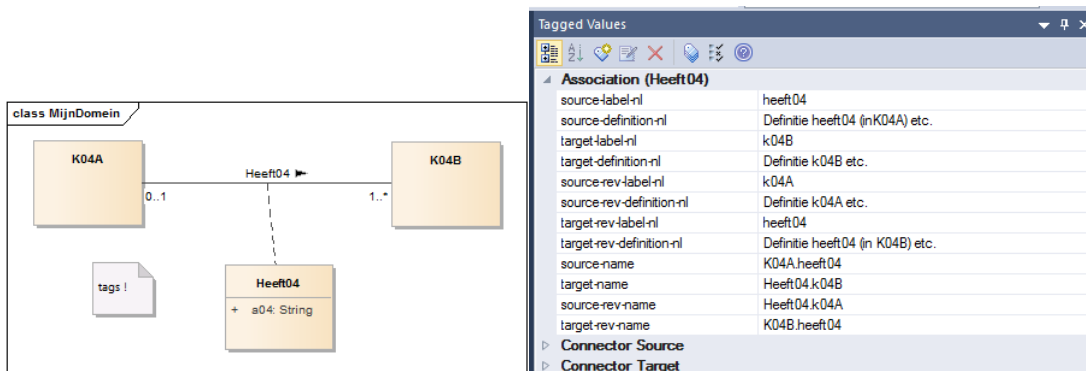 class MijnDomein
K04A
K04B
Heeft04
0..1
1..*
tags !
Heeft04
+ a04: String
Tagged Values
Association (Heeft04)
source-label-nl heeft04
source-definition-nl Definitie heeft04 (inK04A) etc.
target-label-nl k04B
target-definition-nl Definitie k04B etc.
source-rev-label-nl k04A
source-rev-definition-nl Definitie k04A etc.
target-rev-label-nl heeft04
target-rev-definition-nl Definitie heeft04 (in K04B) etc.
source-name K04A.heeft04
target-name Heeft04.k04B
source-rev-name Heeft04.k04A
target-rev-name K04B.heeft04
Connector Source
Connector Target